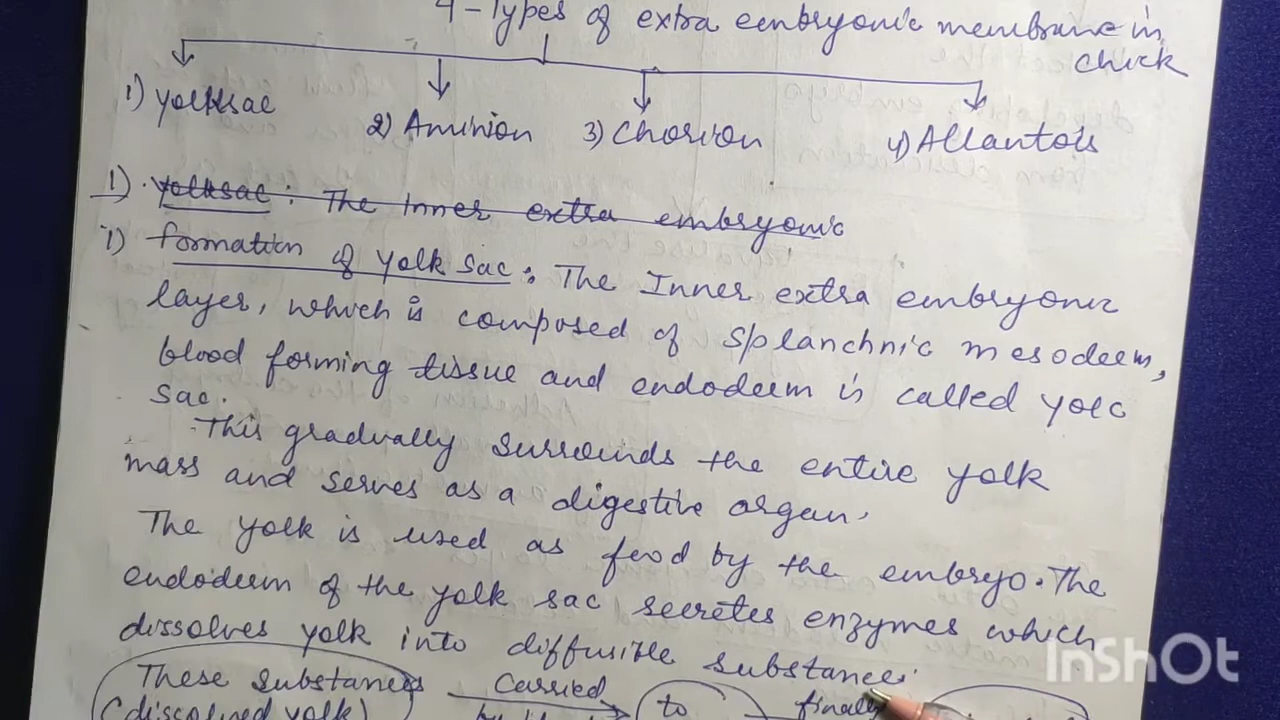 4-Types of extra embryonic membrane in
chick
1) yolksac
2) Aminion 3) Chorion 4) Allantois
1) yolksac : The Inner extra embryonic
1) formation of yolk sac : The Inner extra embryonic
layer, which is composed of splanchnic mesoderm,
blood forming tissue and endoderm is called yolc
sac.
This gradually surrounds the entire yolk
mass and serves as a digestive organ.
The yolk is used as food by the embryo. The
endoderm of the yolk sac secretes enzymes which
dissolves yolk into diffusible substances.
These substances carried finally
(dissolved yolk) to
InShOt